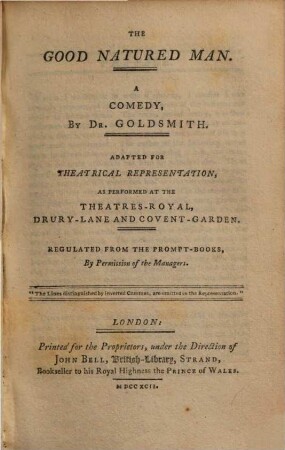 THE
GOOD NATURED MAN.
A
COMEDY,
BY DR. GOLDSMITH.
ADAPTED FOR
THEATRICAL REPRESENTATION,
AS PERFORMED AT THE
THEATRES-ROYAL,
DRURY-LANE AND COVENT-GARDEN.
REGULATED FROM THE PROMPT-BOOKS,
By Permission of the Managers.
"The Lines distinguished by inverted Commas, are omitted in the Representation."
LONDON:
Printed for the Proprietors, under the Direction of
JOHN BELL, British-Library, STRAND,
Bookseller to his Royal Highness the PRINCE OF WALES.
MDCCXCII.